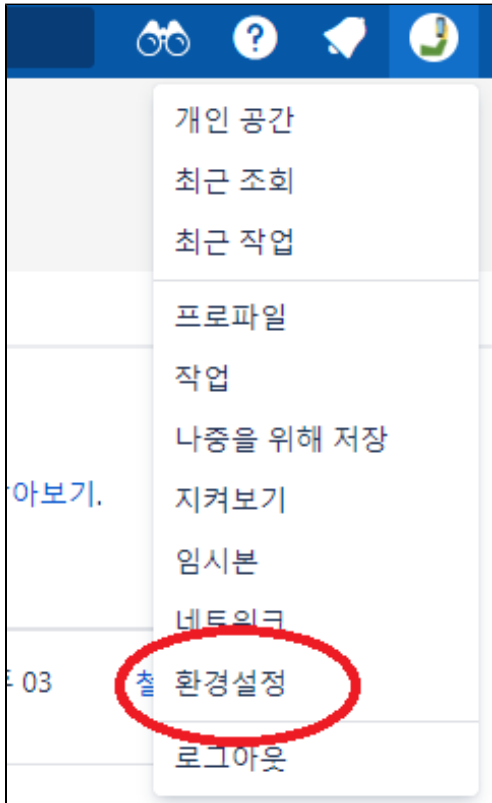 ?
개인 공간
최근 조회
최근 작업
프로파일
작업
나중을 위해 저장
아보기.
지켜보기
임시본
네트워크
03
철
환경설정
로그아웃